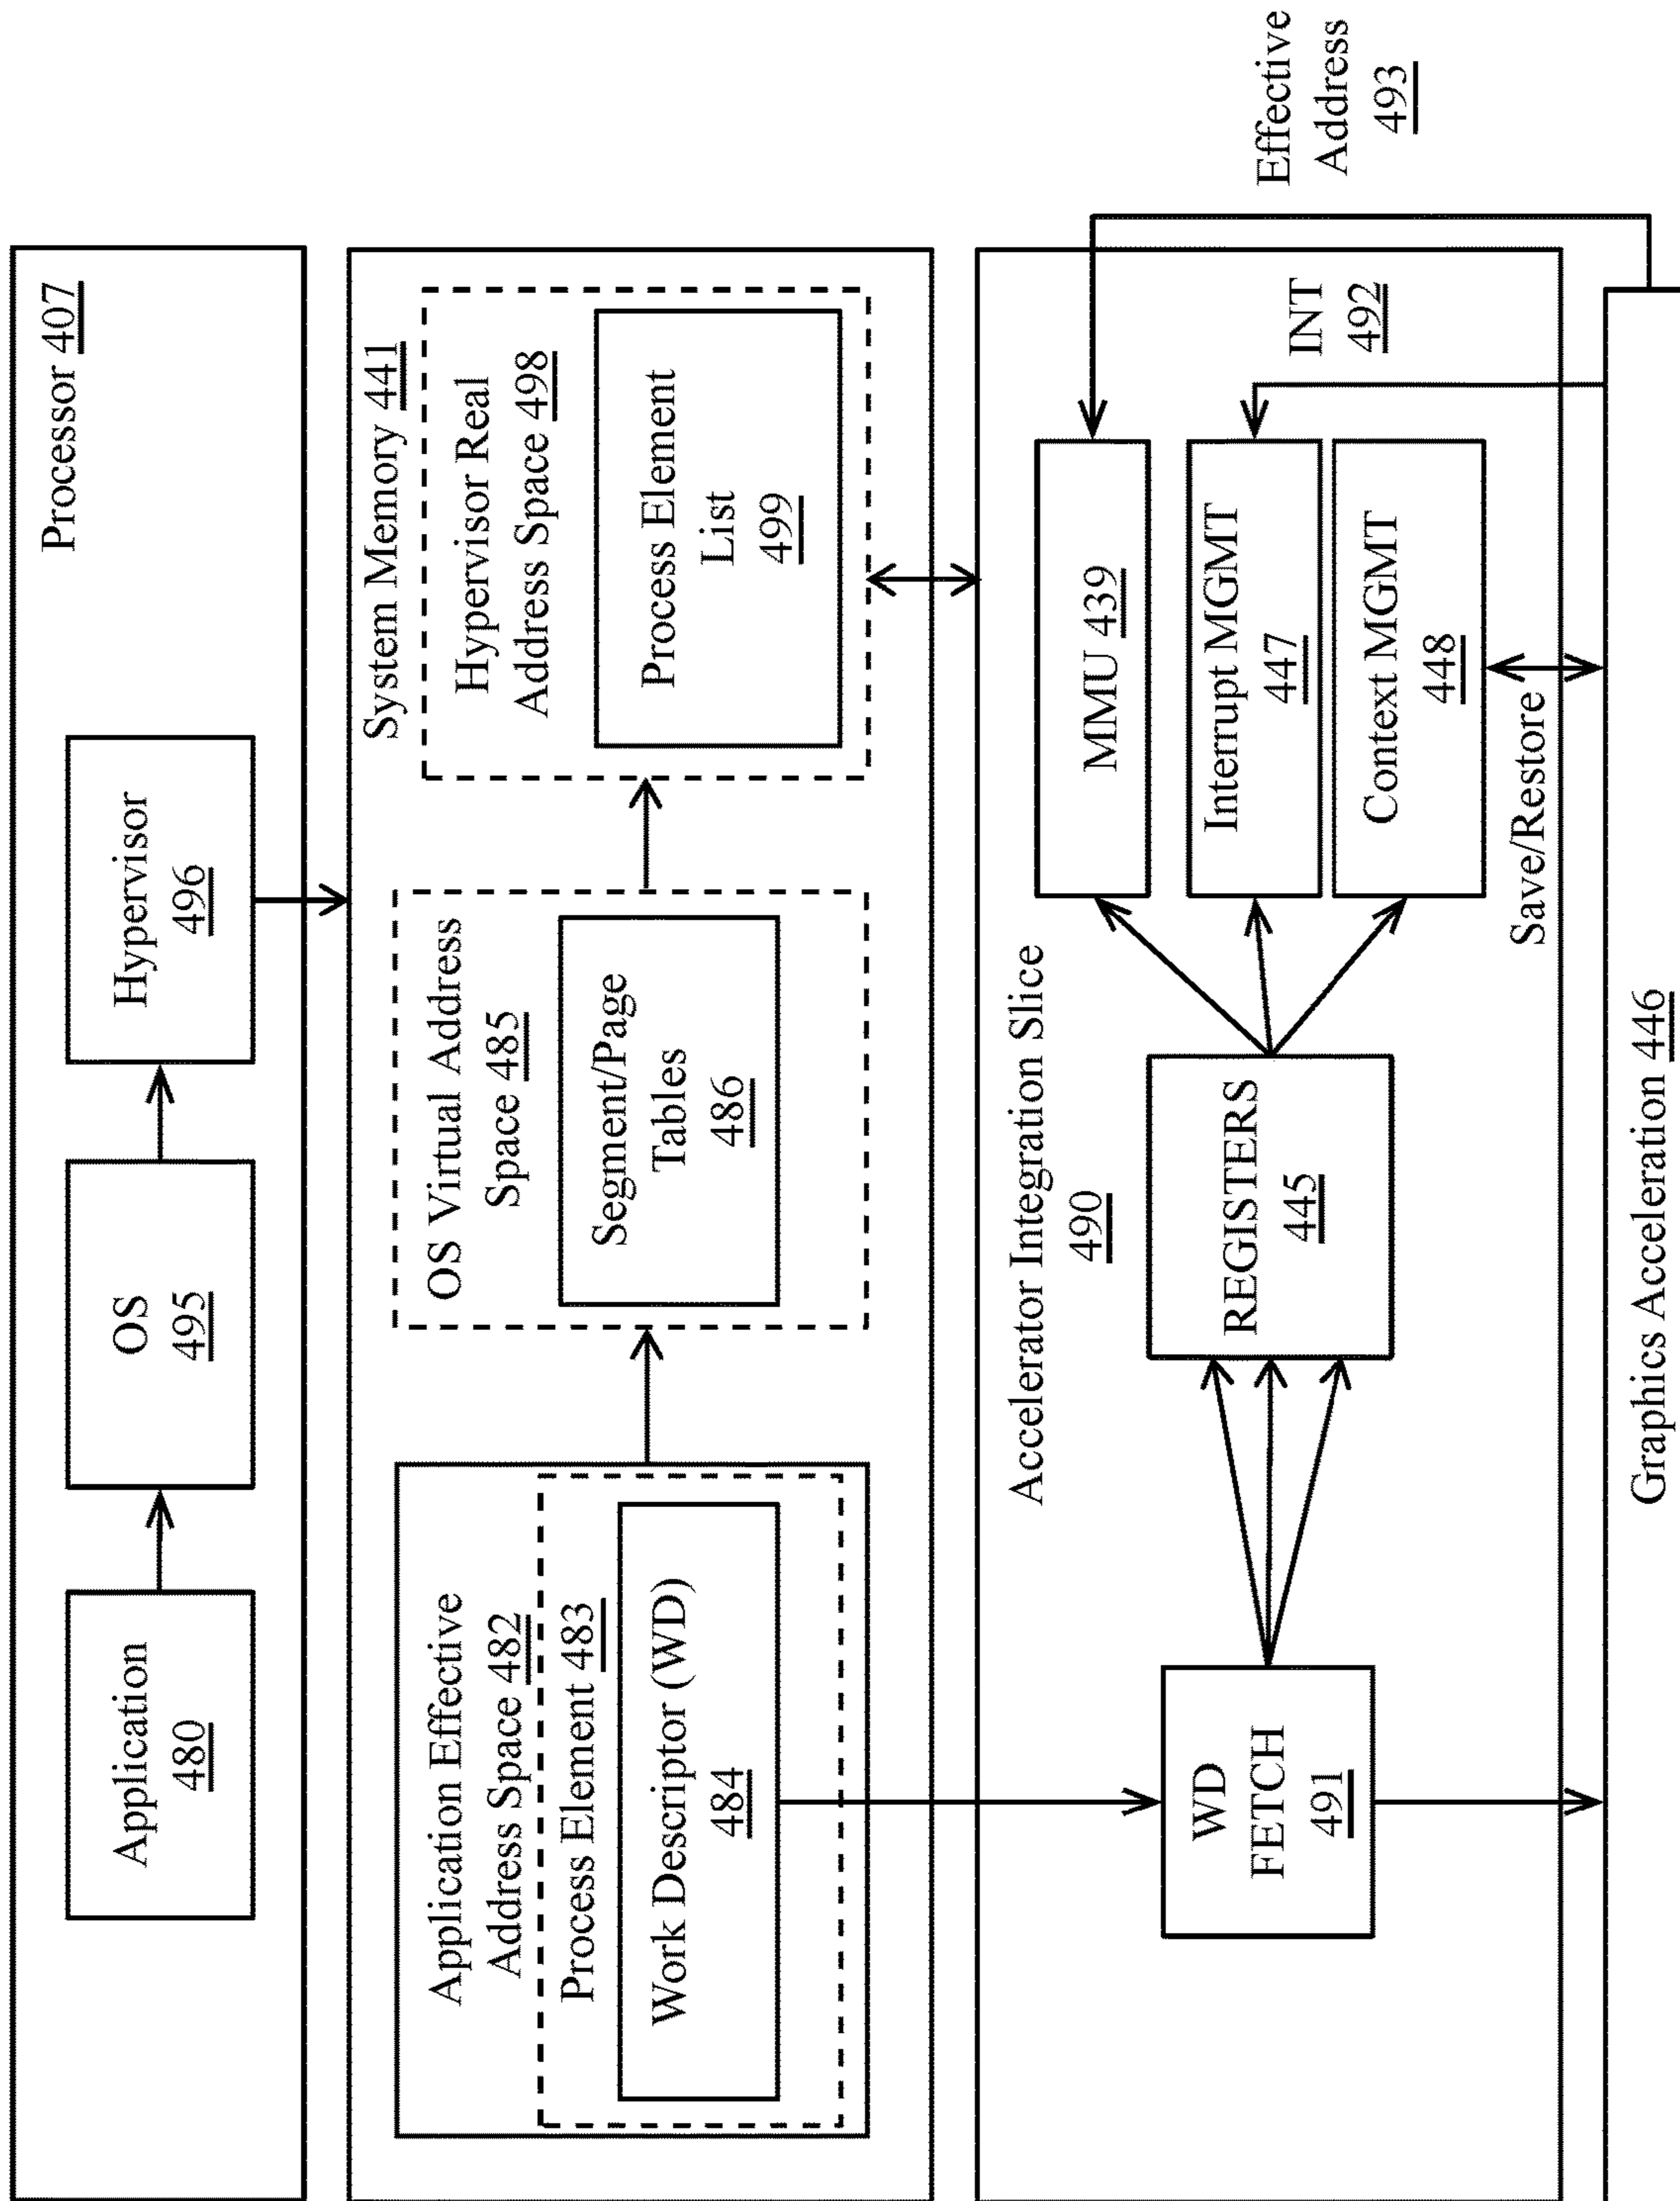 Processor 407
Application
480
OS
495
Hypervisor
496
System Memory 441
Application Effective
Address Space 482
Process Element 483
Work Descriptor (WD)
484
OS Virtual Address
Space 485
Segment/Page
Tables
486
Hypervisor Real
Address Space 498
Process Element
List
499
Accelerator Integration Slice
490
WD
FETCH
491
REGISTERS
445
MMU 439
Interrupt MGMT
447
Context MGMT
448
INT
492
Effective
Address
493
Save/Restore
Graphics Acceleration 446